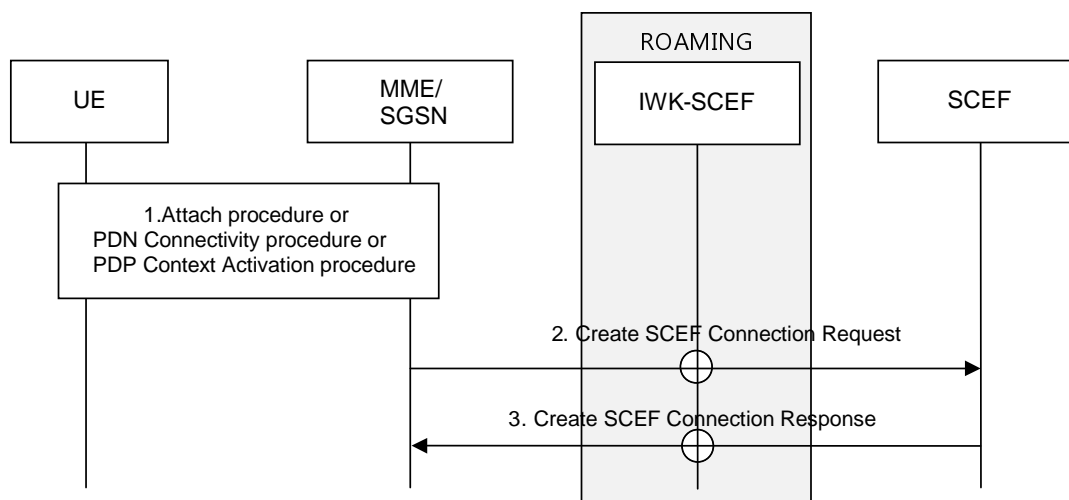 ROAMING
UE
MME/
SGSN
IWK-SCEF
SCEF
1.Attach procedure or
PDN Connectivity procedure or
PDP Context Activation procedure
2. Create SCEF Connection Request
3. Create SCEF Connection Response